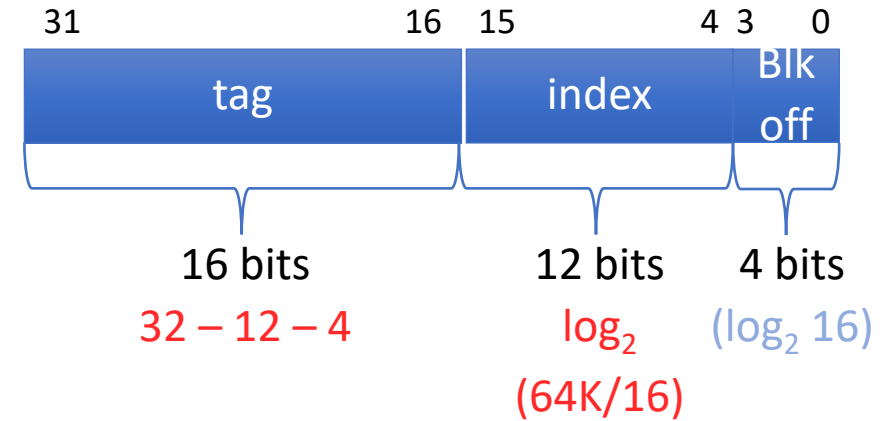 31 16 15 4 3 0
tag index Blk off
16 bits 12 bits 4 bits
32 – 12 – 4 log₂ (log₂ 16)
(64K/16)